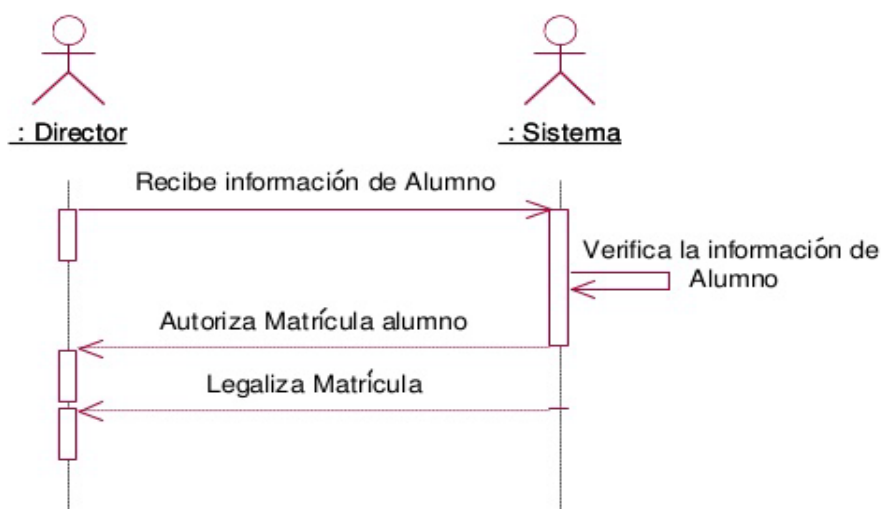 : Director
: Sistema
Recibe información de Alumno
Verifica la información de
Alumno
Autoriza Matrícula alumno
Legaliza Matrícula